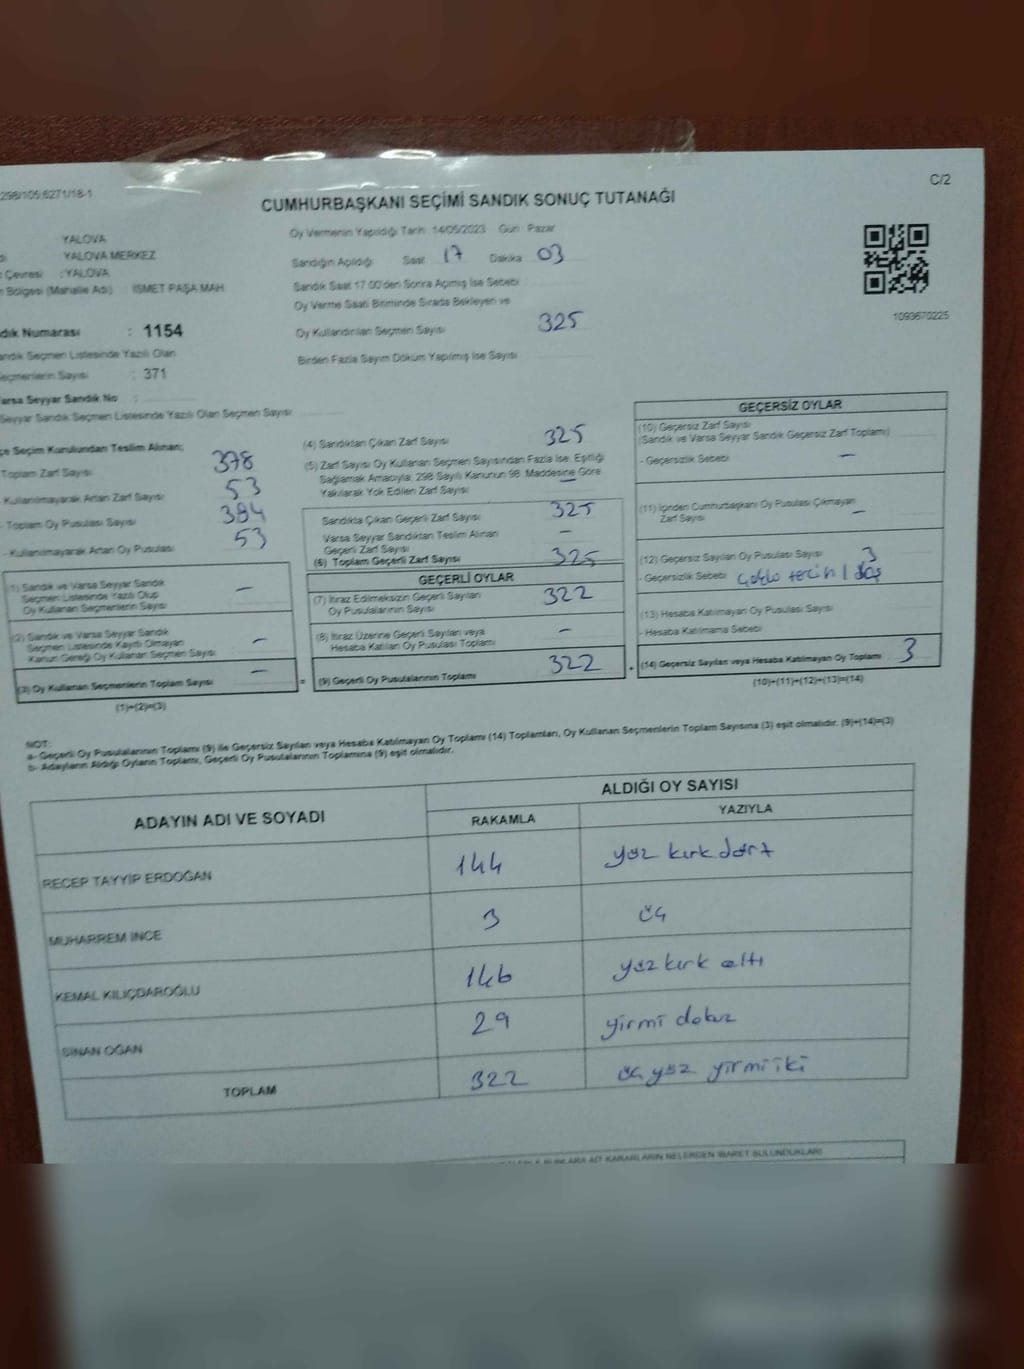 298/105,6271/18-1
C/2
CUMHURBAŞKANI SEÇİMİ SANDIK SONUÇ TUTANAĞI
YALOVA
YALOVA MERKEZ
Çevresi : YALOVA
Bölgesi (Mahalle Adı) : İSMET PAŞA MAH.
dık Numarası : 1154
andık Seçmen Listesinde Yazılı Olan
eçmenlerin Sayısı : 371
arsa Seyyar Sandık No :
Seyyar Sandık Seçmen Listesinde Yazılı Olan Seçmen Sayısı
Oy Vermenin Yapıldığı Tarih : 14/05/2023 Gün : Pazar
Sandığın Açıldığı Saat 17 Dakika 03
Sandık Saat 17.00'den Sonra Açılmış İse Sebebi
Oy Verme Saati Bitiminde Sırada Bekleyen ve
Oy Kullandırılan Seçmen Sayısı 325
Birden Fazla Sayım Döküm Yapılmış İse Sayısı
1093670225
çe Seçim Kurulundan Teslim Alınan;
Toplam Zarf Sayısı 378
Kullanılmayarak Artan Zarf Sayısı 53
- Toplam Oy Pusulası Sayısı 384
- Kullanılmayarak Artan Oy Pusulası 53
(1) Sandık ve Varsa Seyyar Sandık
Seçmen Listesinde Yazılı Olup
Oy Kullanan Seçmenlerin Sayısı –
(2) Sandık ve Varsa Seyyar Sandık
Seçmen Listesinde Kayıtlı Olmayan
Kanun Gereği Oy Kullanan Seçmen Sayısı –
(3) Oy Kullanan Seçmenlerin Toplam Sayısı –
(1)+(2)=(3)
(4) Sandıktan Çıkan Zarf Sayısı 325
(5) Zarf Sayısı Oy Kullanan Seçmen Sayısından Fazla İse, Eşitliği
Sağlamak Amacıyla, 298 Sayılı Kanunun 98. Maddesine Göre
Yakılarak Yok Edilen Zarf Sayısı –
Sandıkta Çıkan Geçerli Zarf Sayısı 325
Varsa Seyyar Sandıktan Teslim Alınan
Geçerli Zarf Sayısı –
(6) Toplam Geçerli Zarf Sayısı 325
GEÇERLİ OYLAR
(7) İtiraz Edilmeksizin Geçerli Sayılan
Oy Pusulalarının Sayısı 322
(8) İtiraz Üzerine Geçerli Sayılan veya
Hesaba Katılan Oy Pusulası Toplamı –
(9) Geçerli Oy Pusulalarının Toplamı 322
GEÇERSİZ OYLAR
(10) Geçersiz Zarf Sayısı
(Sandık ve Varsa Seyyar Sandık Geçersiz Zarf Toplamı)
- Geçersizlik Sebebi –
(11) İçinden Cumhurbaşkanı Oy Pusulası Çıkmayan
Zarf Sayısı –
(12) Geçersiz Sayılan Oy Pusulası Sayısı 3
- Geçersizlik Sebebi
(13) Hesaba Katılmayan Oy Pusulası Sayısı
- Hesaba Katılmama Sebebi
(14) Geçersiz Sayılan veya Hesaba Katılmayan Oy Toplamı 3
(10)+(11)+(12)+(13)=(14)
NOT:
a- Geçerli Oy Pusulalarının Toplamı (9) ile Geçersiz Sayılan veya Hesaba Katılmayan Oy Toplamı (14) Toplamları, Oy Kullanan Seçmenlerin Toplam Sayısına (3) eşit olmalıdır. (9)+(14)=(3)
b- Adayların Aldığı Oyların Toplamı, Geçerli Oy Pusulalarının Toplamına (9) eşit olmalıdır.
ADAYIN ADI VE SOYADI
ALDIĞI OY SAYISI
RAKAMLA YAZIYLA
RECEP TAYYİP ERDOĞAN 144 yüz kırk dört
MUHARREM İNCE 3 üç
KEMAL KILIÇDAROĞLU 146 yüz kırk altı
SİNAN OĞAN 29 yirmi dokuz
TOPLAM 322 üç yüz yirmi iki
KARARLARIN NELERDEN İBARET BULUNDUKLARI